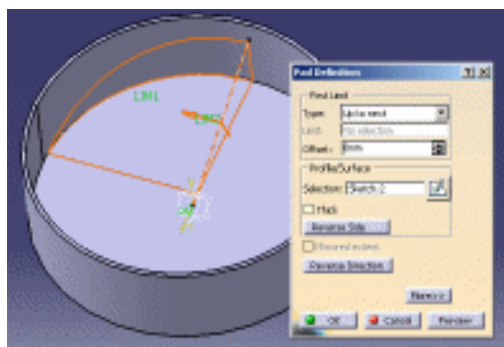 LIM1
LIM2
Pad Definition
First Limit
Type: Up to next
Limit: No selection
Offset: 0mm
Profile/Surface
Selection: Sketch.2
Thick
Reverse Side
Mirrored extent
Reverse Direction
More>>
OK Cancel Preview